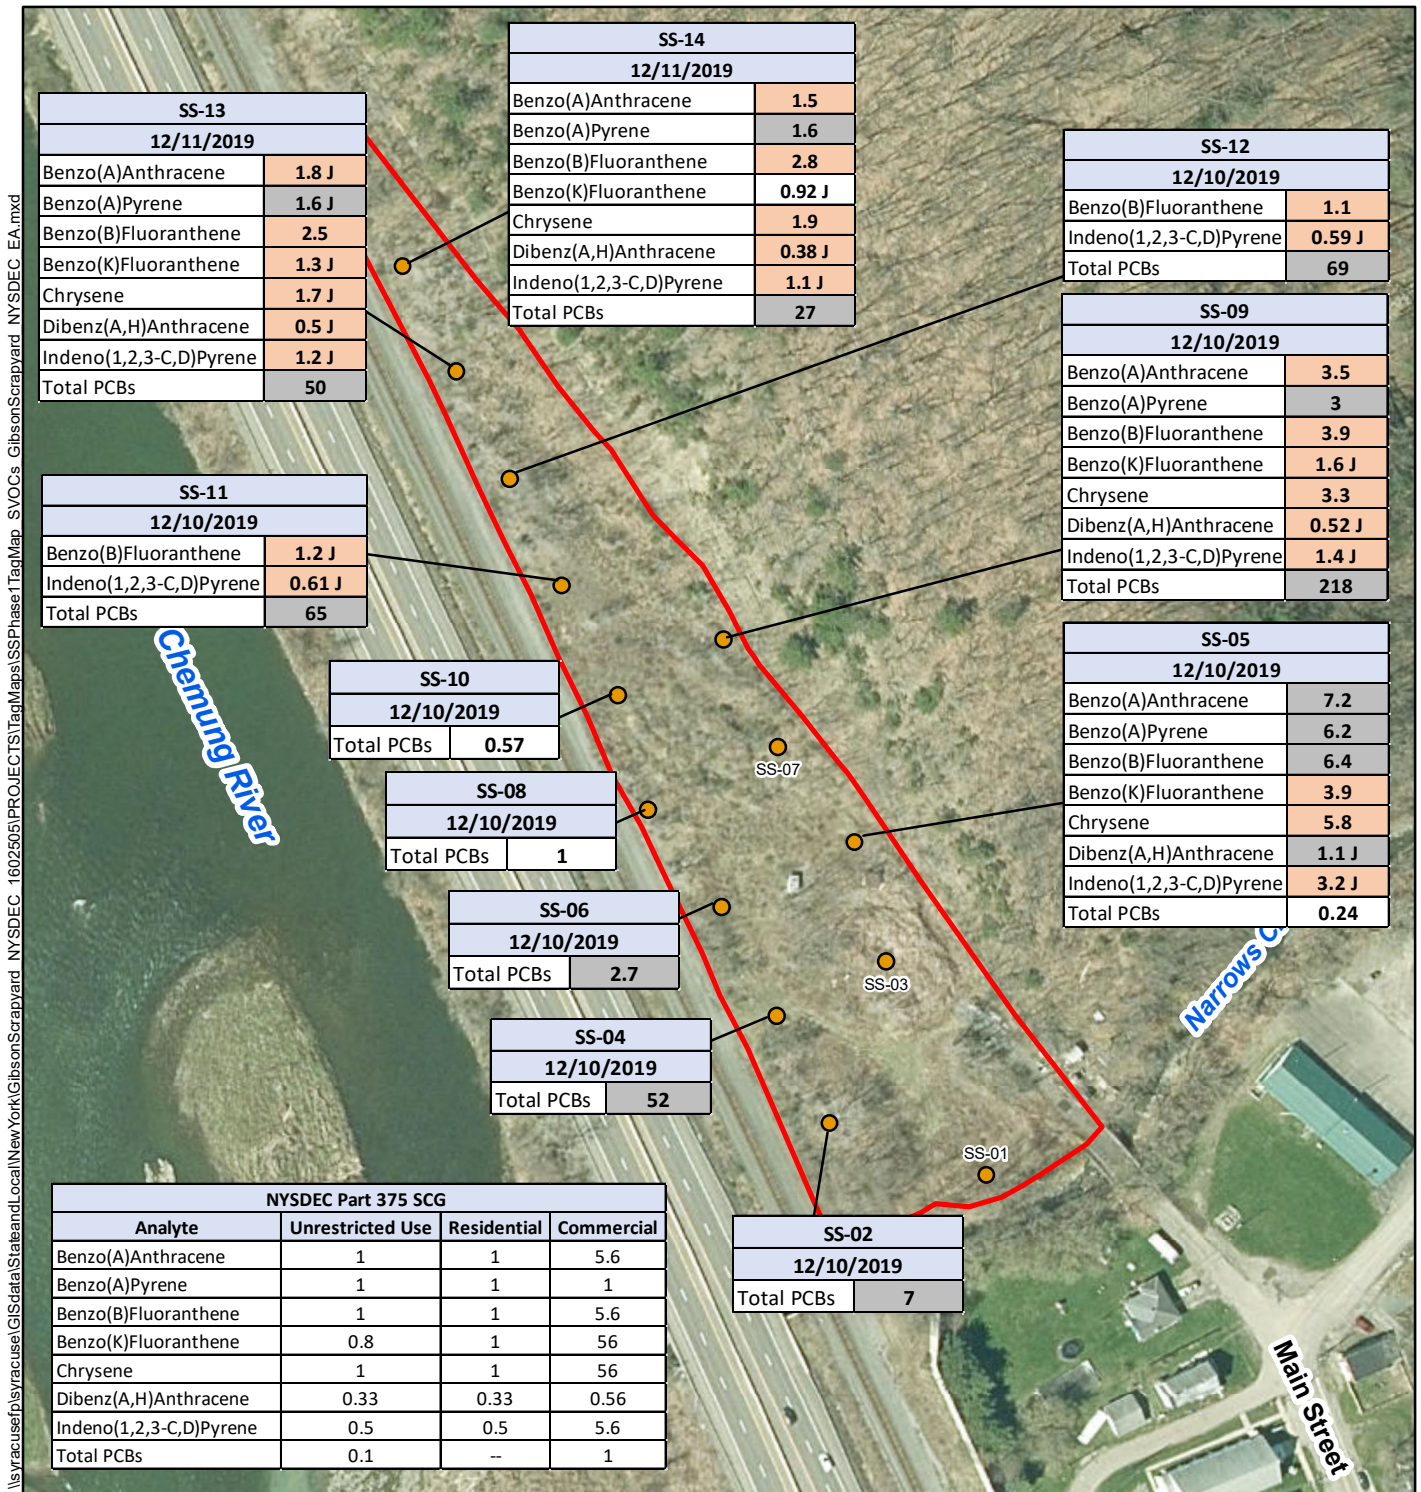 \\syracusefp\syracuse\GISdata\StateandLocal\NewYork\GibsonScrapyard_NYSDEC_1602505\PROJECTS\TagMaps\SSPhase1TagMap_SVOCs_GibsonScrapyard_NYSDEC_EA.mxd
SS-14
12/11/2019
Benzo(A)Anthracene 1.5
Benzo(A)Pyrene 1.6
Benzo(B)Fluoranthene 2.8
Benzo(K)Fluoranthene 0.92 J
Chrysene 1.9
Dibenz(A,H)Anthracene 0.38 J
Indeno(1,2,3-C,D)Pyrene 1.1 J
Total PCBs 27
SS-13
12/11/2019
Benzo(A)Anthracene 1.8 J
Benzo(A)Pyrene 1.6 J
Benzo(B)Fluoranthene 2.5
Benzo(K)Fluoranthene 1.3 J
Chrysene 1.7 J
Dibenz(A,H)Anthracene 0.5 J
Indeno(1,2,3-C,D)Pyrene 1.2 J
Total PCBs 50
SS-12
12/10/2019
Benzo(B)Fluoranthene 1.1
Indeno(1,2,3-C,D)Pyrene 0.59 J
Total PCBs 69
SS-09
12/10/2019
Benzo(A)Anthracene 3.5
Benzo(A)Pyrene 3
Benzo(B)Fluoranthene 3.9
Benzo(K)Fluoranthene 1.6 J
Chrysene 3.3
Dibenz(A,H)Anthracene 0.52 J
Indeno(1,2,3-C,D)Pyrene 1.4 J
Total PCBs 218
SS-11
12/10/2019
Benzo(B)Fluoranthene 1.2 J
Indeno(1,2,3-C,D)Pyrene 0.61 J
Total PCBs 65
Chemung River
SS-10
12/10/2019
Total PCBs 0.57
SS-07
SS-05
12/10/2019
Benzo(A)Anthracene 7.2
Benzo(A)Pyrene 6.2
Benzo(B)Fluoranthene 6.4
Benzo(K)Fluoranthene 3.9
Chrysene 5.8
Dibenz(A,H)Anthracene 1.1 J
Indeno(1,2,3-C,D)Pyrene 3.2 J
Total PCBs 0.24
SS-08
12/10/2019
Total PCBs 1
SS-06
12/10/2019
Total PCBs 2.7
SS-03
Narrows C
SS-04
12/10/2019
Total PCBs 52
SS-01
SS-02
12/10/2019
Total PCBs 7
NYSDEC Part 375 SCG
Analyte Unrestricted Use Residential Commercial
Benzo(A)Anthracene 1 1 5.6
Benzo(A)Pyrene 1 1 1
Benzo(B)Fluoranthene 1 1 5.6
Benzo(K)Fluoranthene 0.8 1 56
Chrysene 1 1 56
Dibenz(A,H)Anthracene 0.33 0.33 0.56
Indeno(1,2,3-C,D)Pyrene 0.5 0.5 5.6
Total PCBs 0.1 -- 1
Main Street